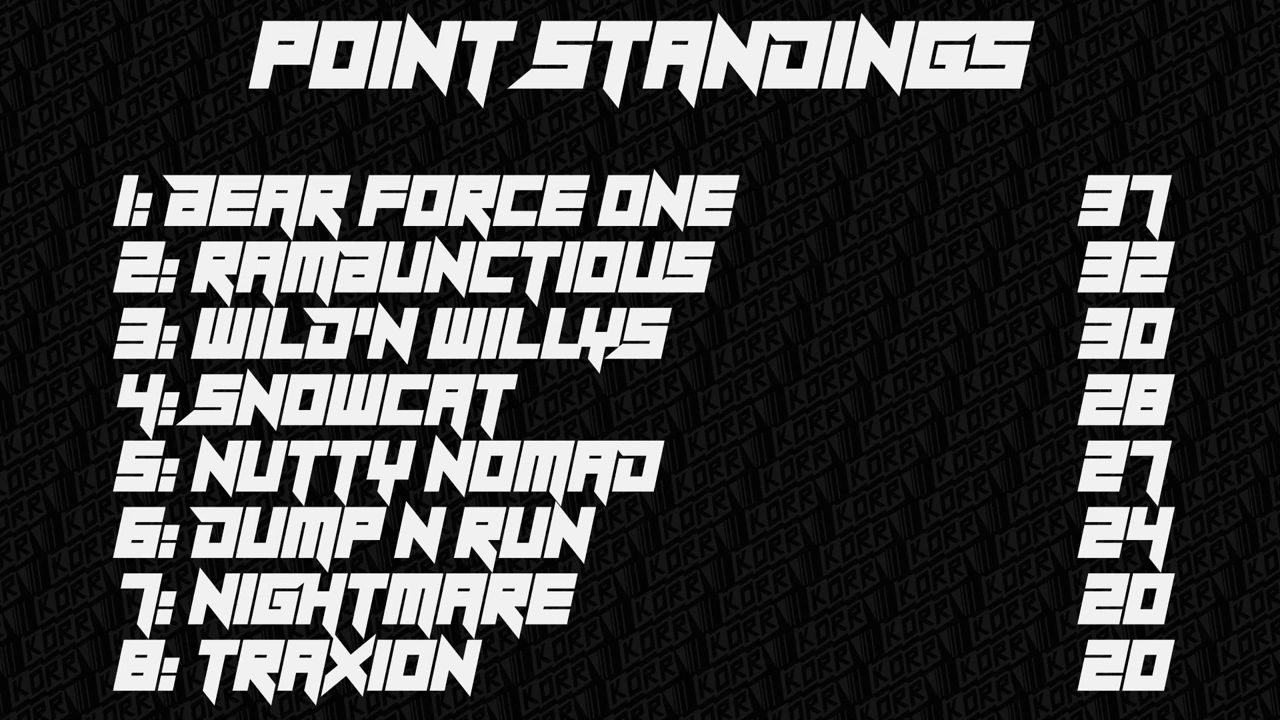 POINT STANDINGS
1: BEAR FORCE ONE 37
2: RAMBUNCTIOUS 32
3: WILD'N WILLYS 30
4: SNOWCAT 28
5: NUTTY NOMAD 27
6: JUMP N RUN 24
7: NIGHTMARE 20
8: TRAXION 20